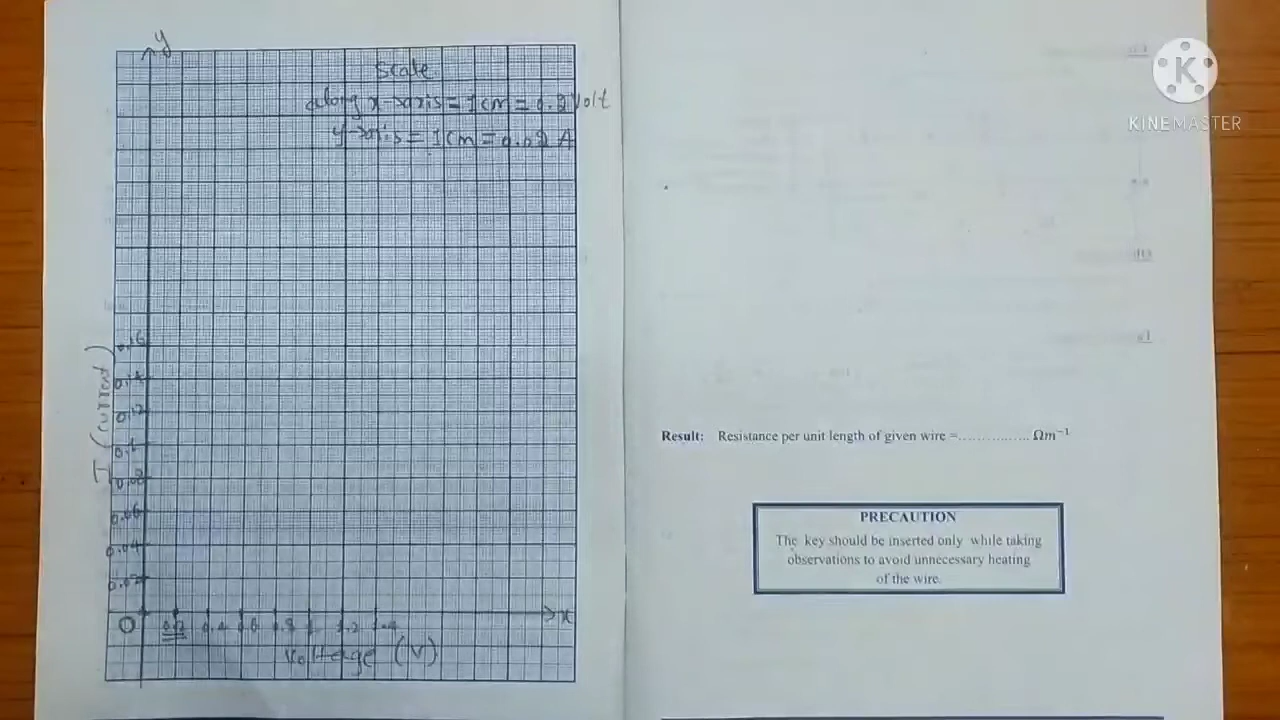 y
Scale
along x-axis = 1cm = 0.2 Volt
y-axis = 1cm = 0.02 A
I (current)
0.16
0.14
0.12
0.1
0.08
0.06
0.04
0.02
O 0.2 0.4 0.6 0.8 1 1.2 1.4 x
Voltage (V)
KINEMASTER
Result: Resistance per unit length of given wire =............... Ωm⁻¹
PRECAUTION
The key should be inserted only while taking
observations to avoid unnecessary heating
of the wire.